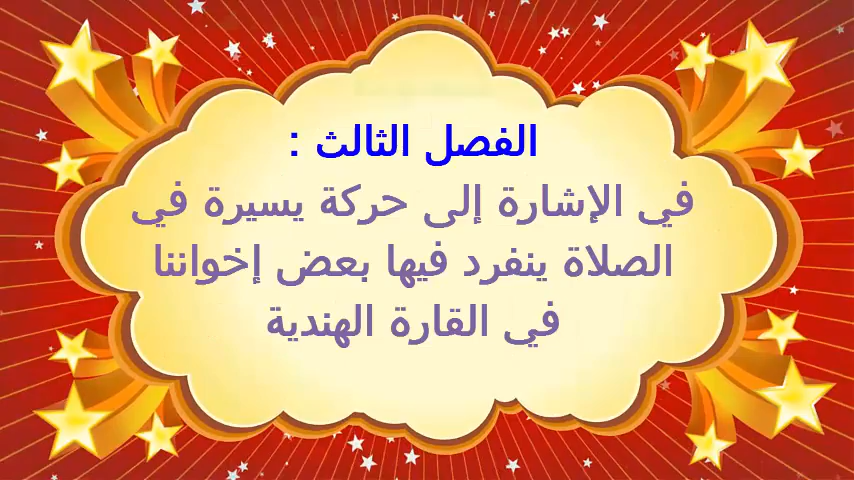 الفصل الثالث :
في الإشارة إلى حركة يسيرة في
الصلاة ينفرد فيها بعض إخواننا
في القارة الهندية